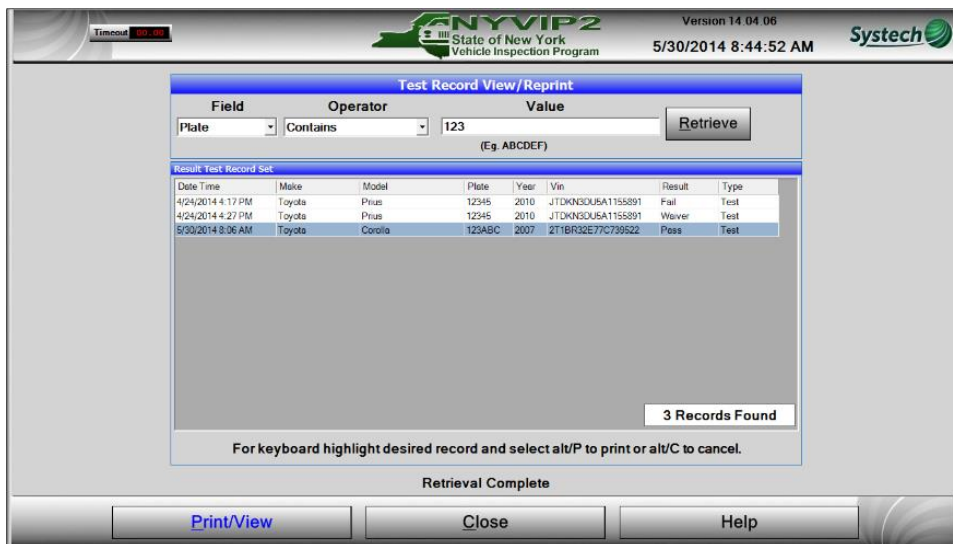 Timeout 00:00
NYVIP2
State of New York
Vehicle Inspection Program
Version 14.04.06
5/30/2014 8:44:52 AM
Systech
Test Record View/Reprint
Field Operator Value
Plate Contains 123 Retrieve
(Eg. ABCDEF)
Result Test Record Set
Date Time Make Model Plate Year Vin Result Type
4/24/2014 4:17 PM Toyota Prius 12345 2010 JTDKN3DU5A1155891 Fail Test
4/24/2014 4:27 PM Toyota Prius 12345 2010 JTDKN3DU5A1155891 Waiver Test
5/30/2014 8:06 AM Toyota Corolla 123ABC 2007 2T1BR32E77C739522 Pass Test
3 Records Found
For keyboard highlight desired record and select alt/P to print or alt/C to cancel.
Retrieval Complete
Print/View Close Help